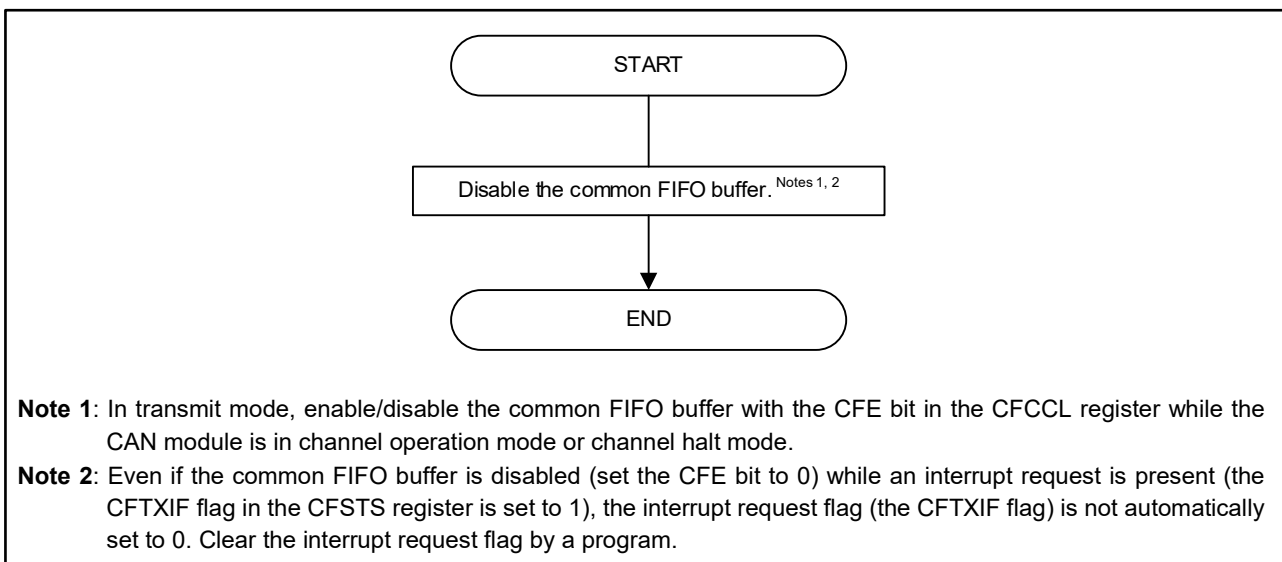 START
Disable the common FIFO buffer. Notes 1, 2
END
Note 1: In transmit mode, enable/disable the common FIFO buffer with the CFE bit in the CFCCL register while the
CAN module is in channel operation mode or channel halt mode.
Note 2: Even if the common FIFO buffer is disabled (set the CFE bit to 0) while an interrupt request is present (the
CFTXIF flag in the CFSTS register is set to 1), the interrupt request flag (the CFTXIF flag) is not automatically
set to 0. Clear the interrupt request flag by a program.